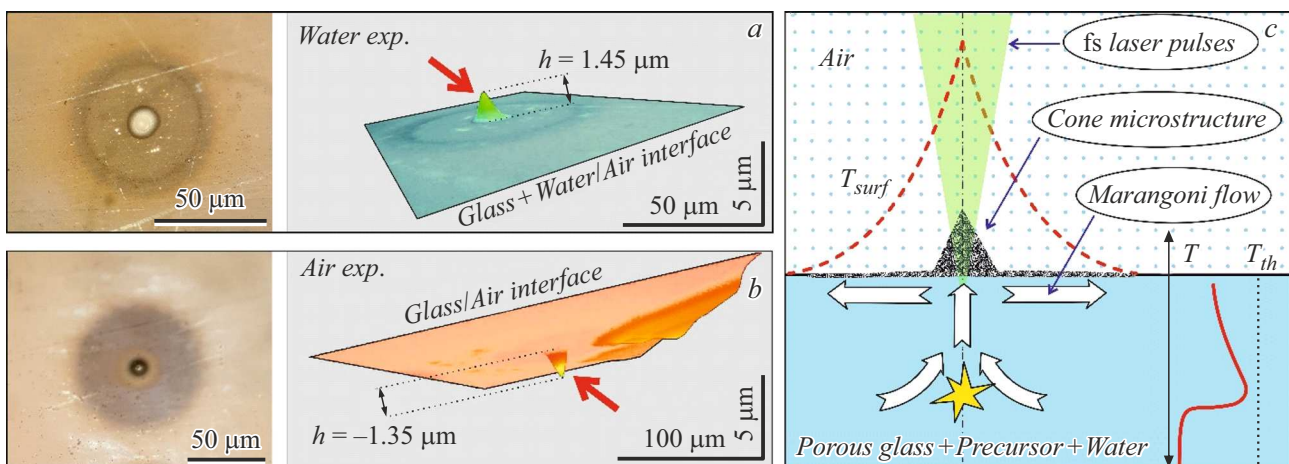 50 μm
Water exp.
a
h = 1.45 μm
Glass+Water/Air interface
50 μm
5 μm
50 μm
Air exp.
b
Glass/Air interface
h = –1.35 μm
100 μm
5 μm
c
fs laser pulses
Air
Cone microstructure
T_surf
Marangoni flow
T
T_th
Porous glass+Precursor+Water